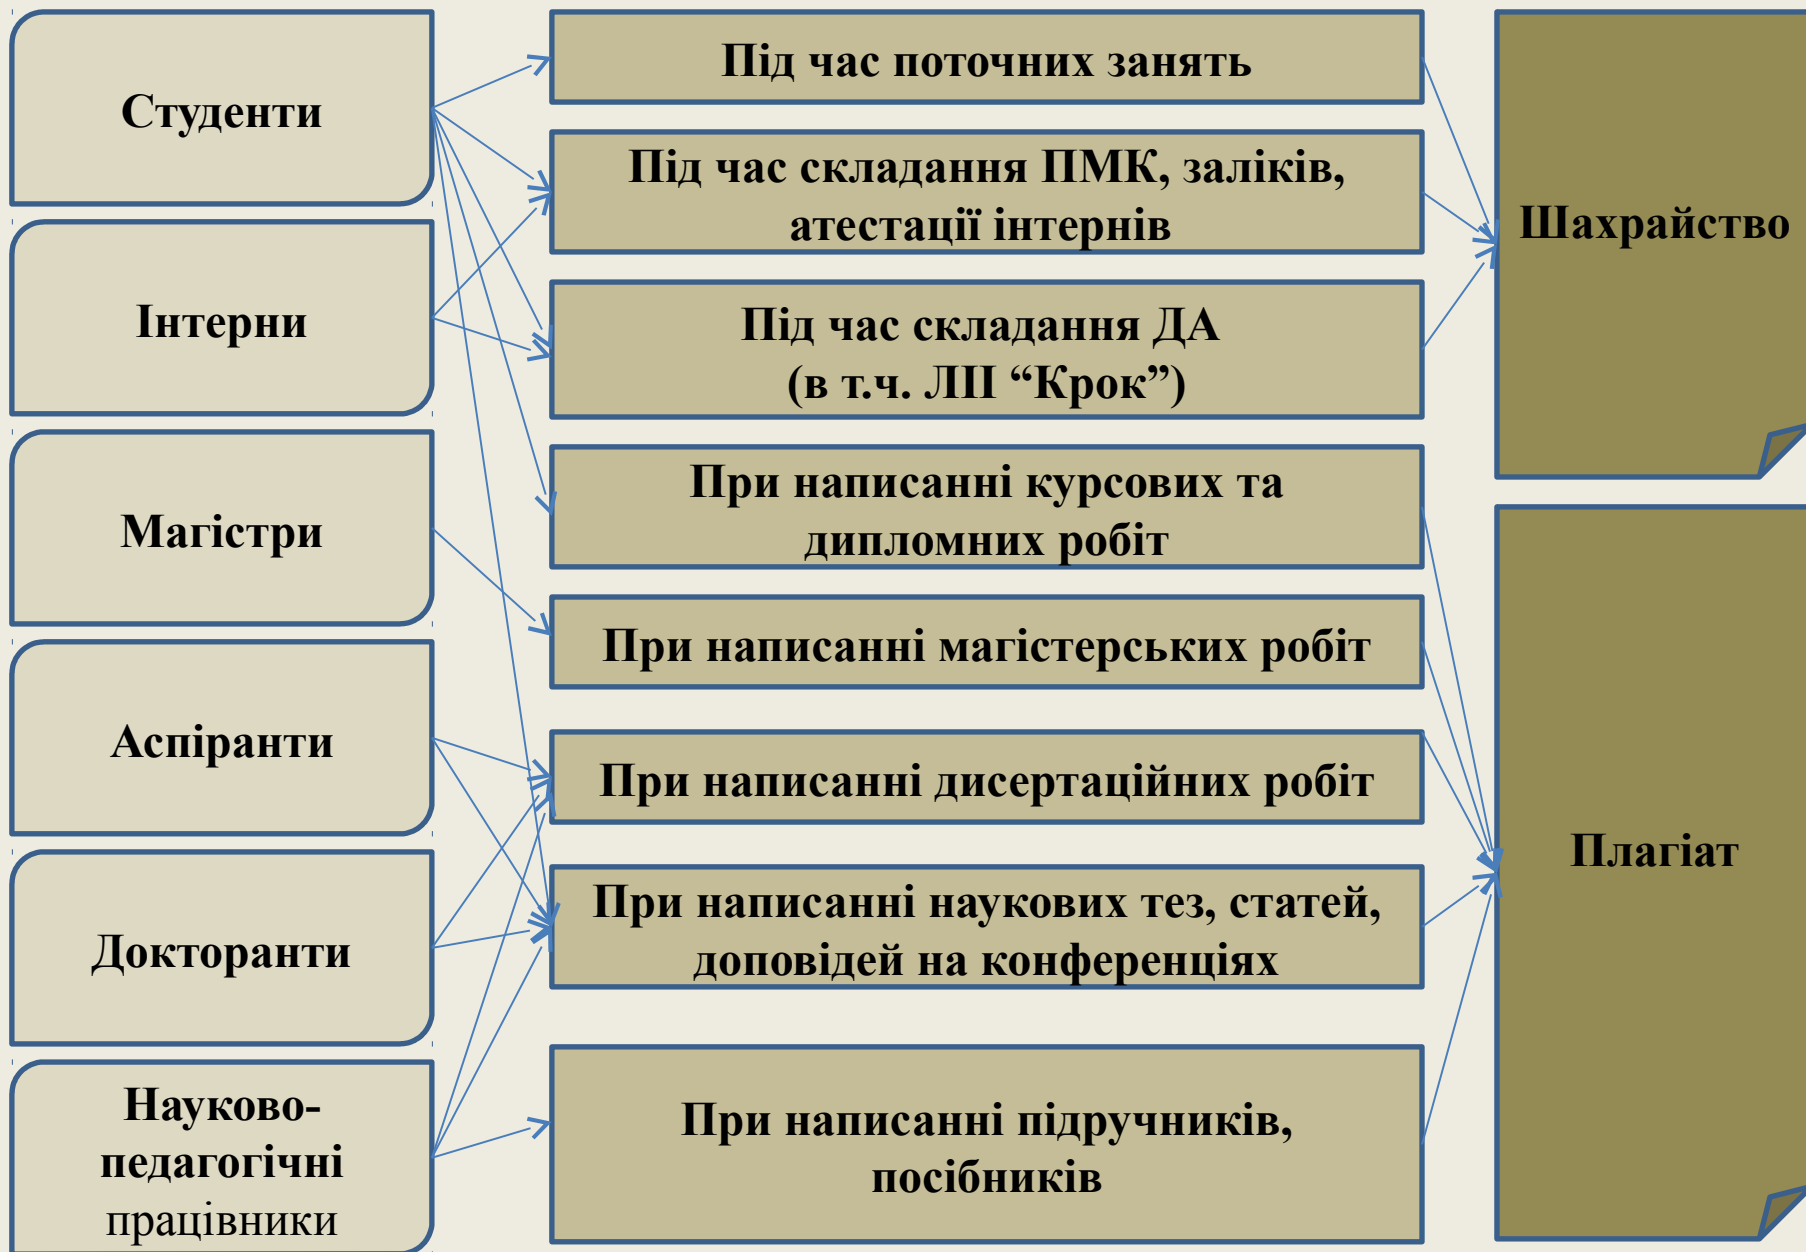 Студенти
Інтерни
Магістри
Аспіранти
Докторанти
Науково-
педагогічні
працівники
Під час поточних занять
Під час складання ПМК, заліків,
атестації інтернів
Під час складання ДА
(в т.ч. ЛІІ “Крок”)
При написанні курсових та
дипломних робіт
При написанні магістерських робіт
При написанні дисертаційних робіт
При написанні наукових тез, статей,
доповідей на конференціях
При написанні підручників,
посібників
Шахрайство
Плагіат